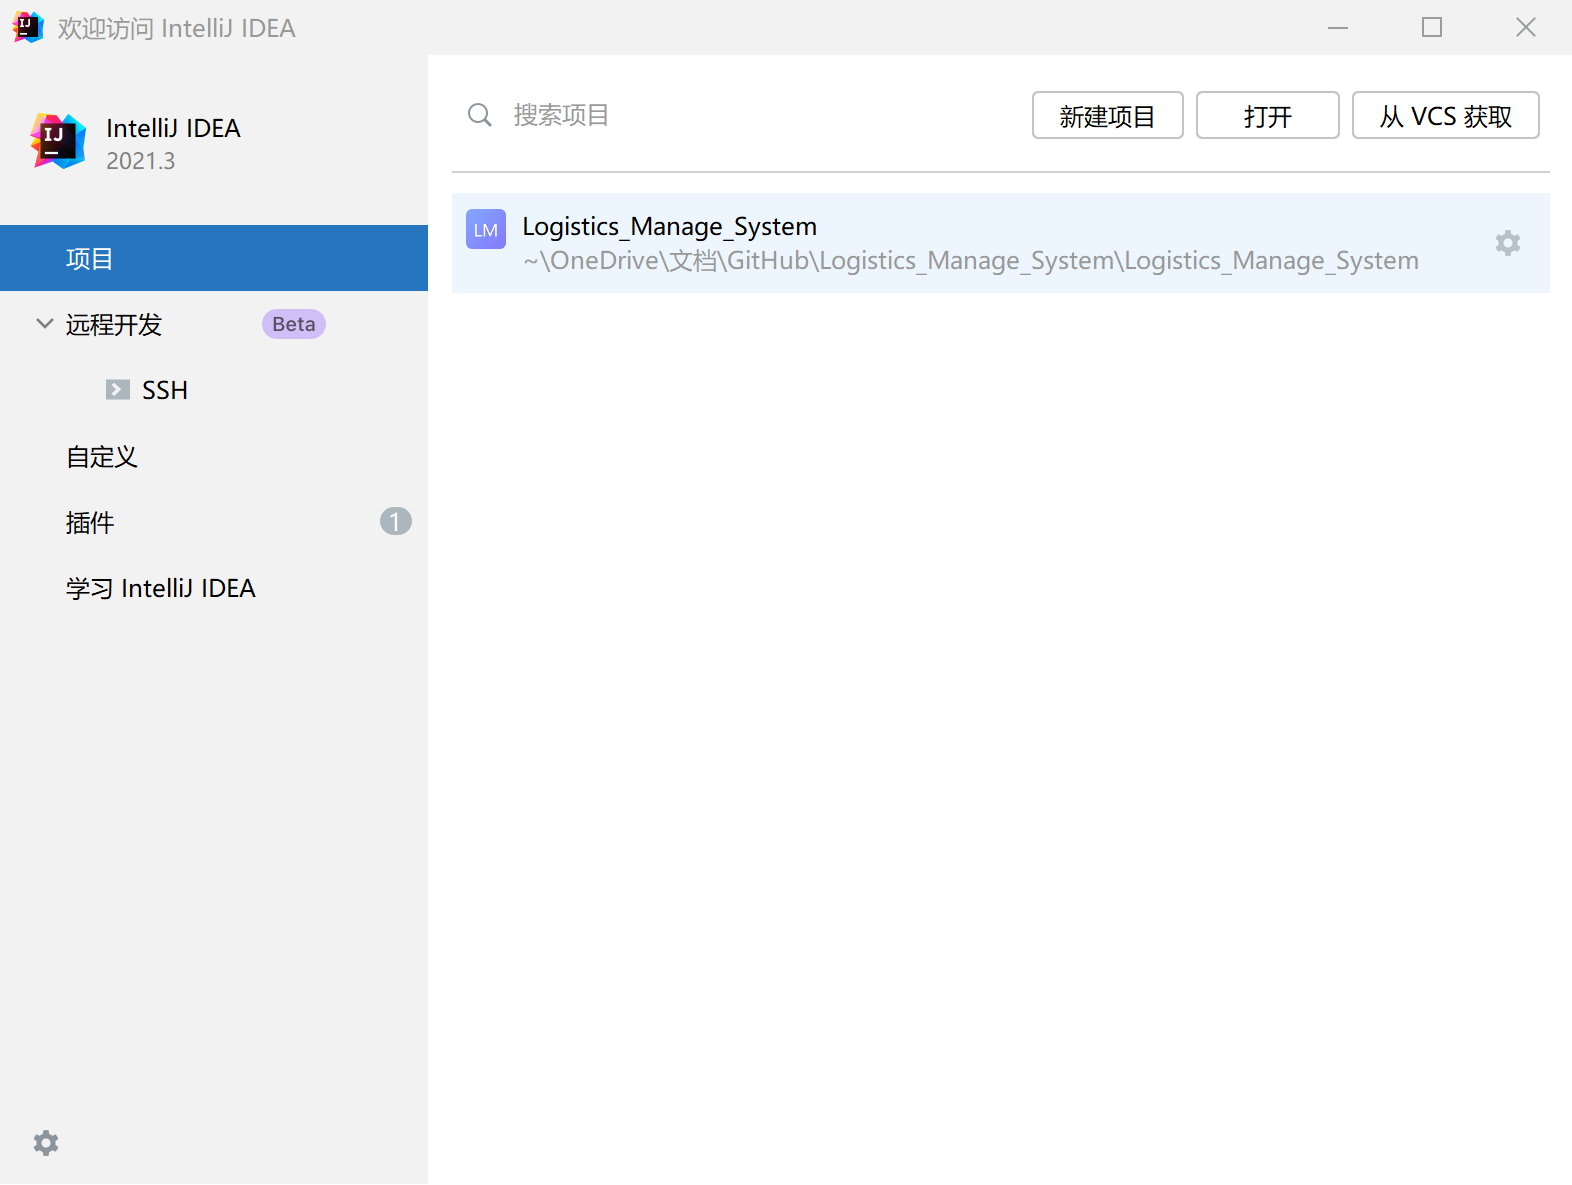 欢迎访问 IntelliJ IDEA
IJ
IntelliJ IDEA
2021.3
项目
远程开发 Beta
SSH
自定义
插件 1
学习 IntelliJ IDEA
搜索项目
新建项目 打开 从 VCS 获取
LM Logistics_Manage_System
~\OneDrive\文档\GitHub\Logistics_Manage_System\Logistics_Manage_System